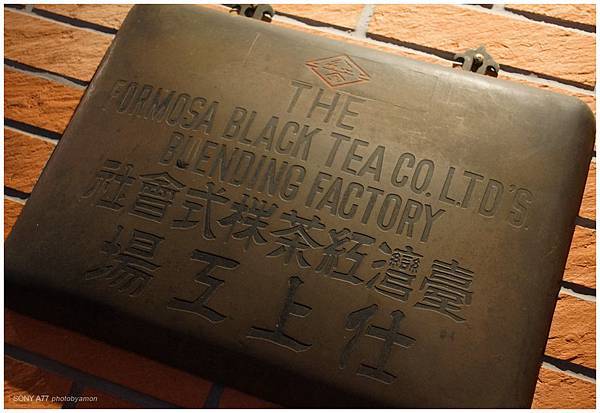 THE
FORMOSA BLACK TEA CO.LTD'S.
BLENDING FACTORY
臺灣紅茶株式會社
仕上工場
SONY A77 photobyamon